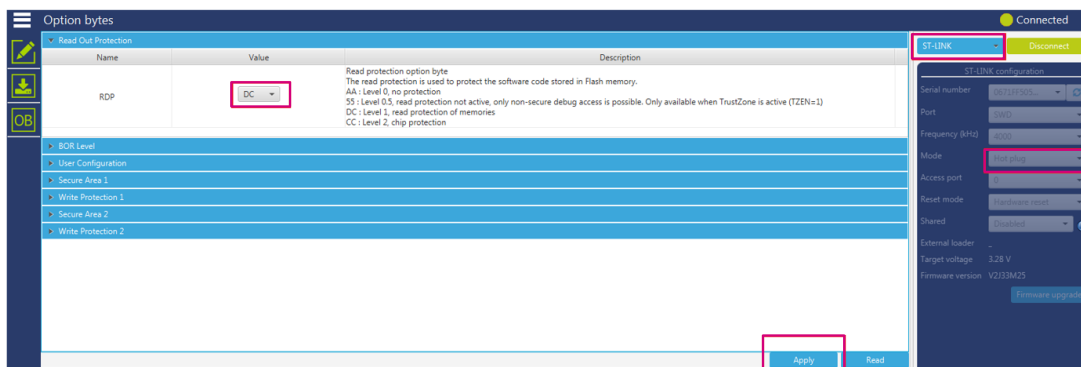 Option bytes
Connected
Read Out Protection
Name Value Description
RDP
DC
Read protection option byte
The read protection is used to protect the software code stored in Flash memory.
AA : Level 0, no protection
55 : Level 0.5, read protection not active, only non-secure debug access is possible. Only available when TrustZone is active (TZEN=1)
DC : Level 1, read protection of memories
CC : Level 2, chip protection
BOR Level
User Configuration
Secure Area 1
Write Protection 1
Secure Area 2
Write Protection 2
Apply Read
OB
ST-LINK Disconnect
ST-LINK configuration
Serial number 0671FF505...
Port SWD
Frequency (kHz) 4000
Mode Hot plug
Access port 0
Reset mode Hardware reset
Shared Disabled
External loader _
Target voltage 3.28 V
Firmware version V2J33M25
Firmware upgrade